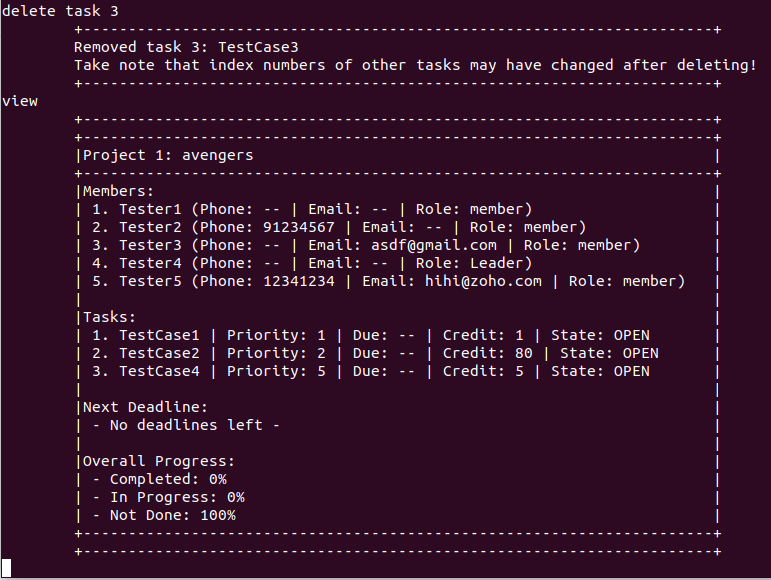 delete task 3
+----------------------------------------------------------------------+
Removed task 3: TestCase3
Take note that index numbers of other tasks may have changed after deleting!
+----------------------------------------------------------------------+
view
+----------------------------------------------------------------------+
+----------------------------------------------------------------------+
|Project 1: avengers |
+----------------------------------------------------------------------+
|Members: |
| 1. Tester1 (Phone: -- | Email: -- | Role: member) |
| 2. Tester2 (Phone: 91234567 | Email: -- | Role: member) |
| 3. Tester3 (Phone: -- | Email: asdf@gmail.com | Role: member) |
| 4. Tester4 (Phone: -- | Email: -- | Role: Leader) |
| 5. Tester5 (Phone: 12341234 | Email: hihi@zoho.com | Role: member) |
| |
|Tasks: |
| 1. TestCase1 | Priority: 1 | Due: -- | Credit: 1 | State: OPEN |
| 2. TestCase2 | Priority: 2 | Due: -- | Credit: 80 | State: OPEN |
| 3. TestCase4 | Priority: 5 | Due: -- | Credit: 5 | State: OPEN |
| |
|Next Deadline: |
| - No deadlines left - |
| |
|Overall Progress: |
| - Completed: 0% |
| - In Progress: 0% |
| - Not Done: 100% |
+----------------------------------------------------------------------+
+----------------------------------------------------------------------+